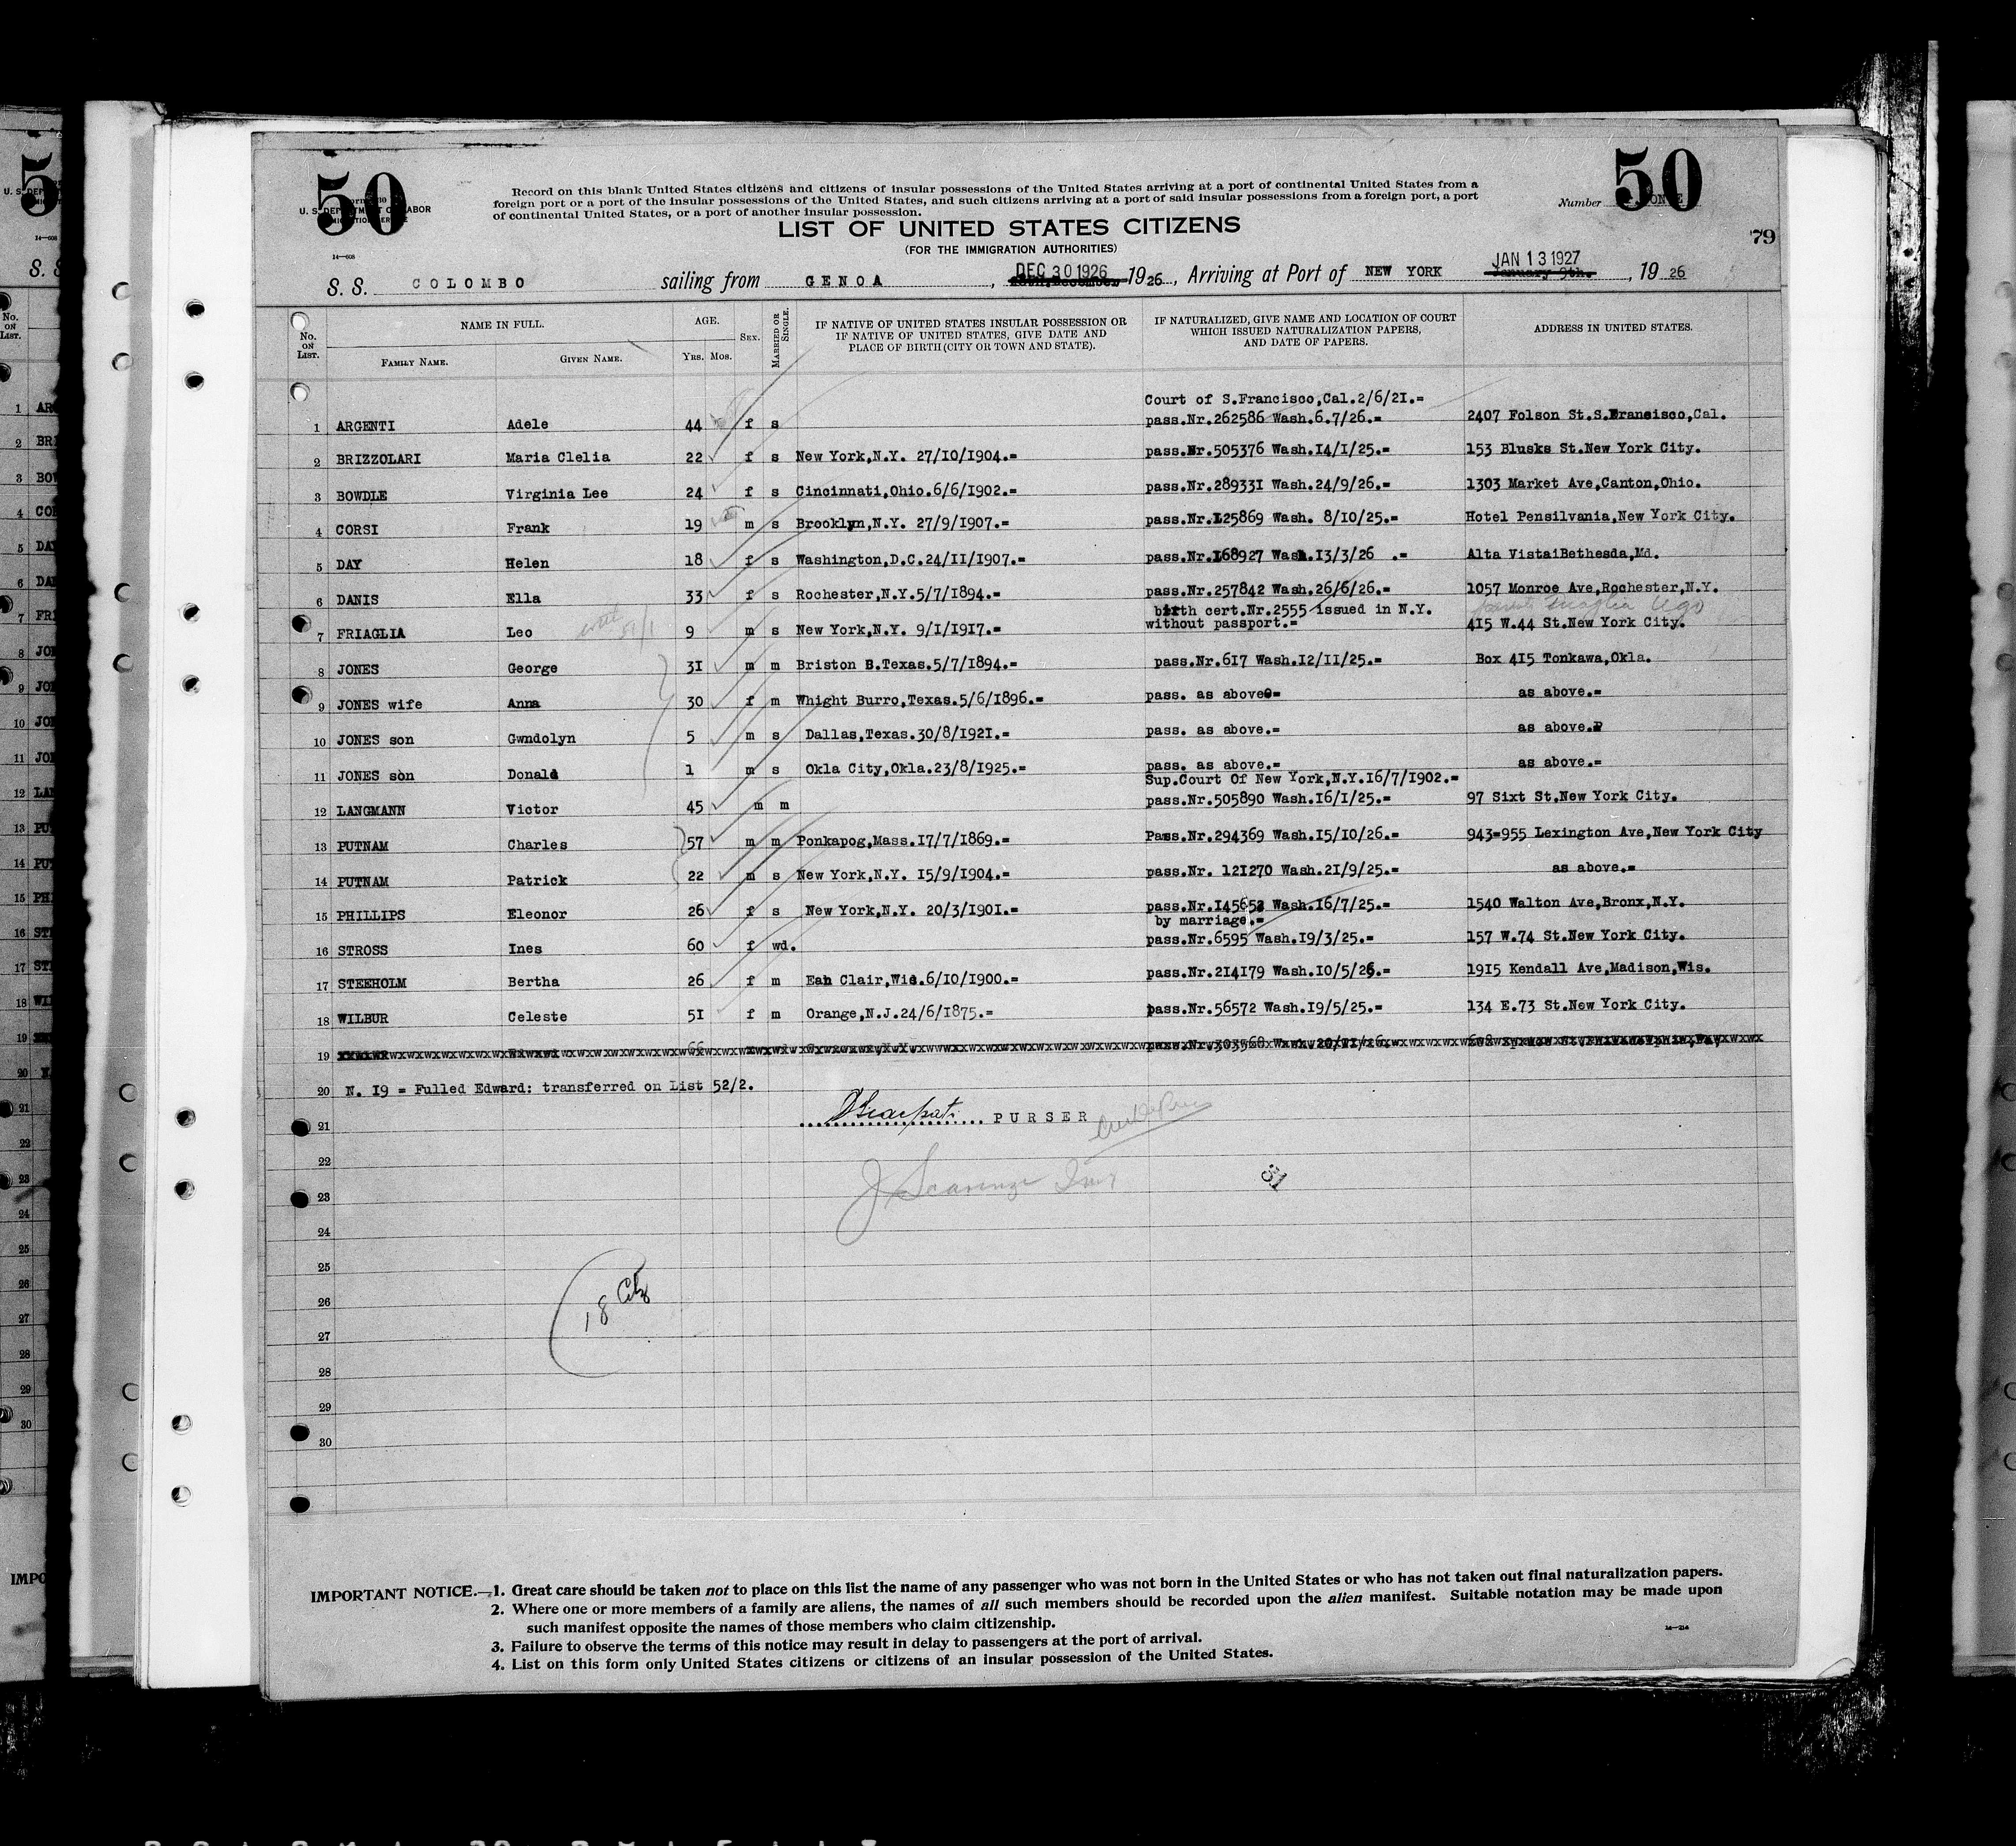 50
50
Record on this blank United States citizens and citizens of insular possessions of the United States arriving at a port of continental United States from a
foreign port or a port of the insular possessions of the United States, and such citizens arriving at a port of said insular possessions from a foreign port, a port
of continental United States, or a port of another insular possession.
U. S. DEPARTMENT OF LABOR
Number
LIST OF UNITED STATES CITIZENS
79
(FOR THE IMMIGRATION AUTHORITIES)
14—608
S. S. COLOMBO sailing from GENOA, DEC 30 1926 1926, Arriving at Port of NEW YORK JAN 13 1927 January 9th., 19 26
No. ON LIST. NAME IN FULL. AGE. SEX. MARRIED OR SINGLE. IF NATIVE OF UNITED STATES INSULAR POSSESSION OR IF NATIVE OF UNITED STATES, GIVE DATE AND PLACE OF BIRTH (CITY OR TOWN AND STATE). IF NATURALIZED, GIVE NAME AND LOCATION OF COURT WHICH ISSUED NATURALIZATION PAPERS, AND DATE OF PAPERS. ADDRESS IN UNITED STATES.
FAMILY NAME. GIVEN NAME. YRS. MOS.
Court of S.Francisco,Cal.2/6/21.=
1 ARGENTI Adele 44 f s pass.Nr.262586 Wash.6.7/26.= 2407 Folson St.S.Francisco,Cal.
2 BRIZZOLARI Maria Clelia 22 f s New York,N.Y. 27/10/1904.= pass.Nr.505376 Wash.14/1/25.= 153 Blusks St.New York City.
3 BOWDLE Virginia Lee 24 f s Cincinnati,Ohio.6/6/1902.= pass.Nr.289331 Wash.24/9/26.= 1303 Market Ave,Canton,Ohio.
4 CORSI Frank 19 m s Brooklyn,N.Y. 27/9/1907.= pass.Nr.125869 Wash. 8/10/25.= Hotel Pensilvania,New York City.
5 DAY Helen 18 f s Washington,D.C.24/11/1907.= pass.Nr.168927 Wash.13/3/26 .= Alta VistaiBethesda,Md.
6 DANIS Ella 33 f s Rochester,N.Y.5/7/1894.= pass.Nr.257842 Wash.26/6/26.= 1057 Monroe Ave,Rochester,N.Y.
birth cert.Nr.2555 issued in N.Y.
7 FRIAGLIA Leo 9 m s New York,N.Y. 9/1/1917.= without passport.= 415 W.44 St.New York City.
8 JONES George 31 m m Briston B.Texas.5/7/1894.= pass.Nr.617 Wash.12/11/25.= Box 415 Tonkawa,Okla.
9 JONES wife Anna 30 f m Whight Burro,Texas.5/6/1896.= pass. as above= as above.=
10 JONES son Gwndolyn 5 m s Dallas,Texas.30/8/1921.= pass. as above.= as above.
11 JONES son Donald 1 m s Okla City,Okla.23/8/1925.= pass. as above.= as above.=
Sup.Court Of New York,N.Y.16/7/1902.=
12 LANGMANN Victor 45 m m pass.Nr.505890 Wash.16/1/25.= 97 Sixt St.New York City.
13 PUTNAM Charles 57 m m Ponkapog,Mass.17/7/1869.= Pass.Nr.294369 Wash.15/10/26.= 943=955 Lexington Ave,New York City
14 PUTNAM Patrick 22 m s New York,N.Y. 15/9/1904.= pass.Nr. 121270 Wash.21/9/25.= as above.=
15 PHILLIPS Eleonor 26 f s New York,N.Y. 20/3/1901.= pass.Nr.145652 Wash.16/7/25.= 1540 Walton Ave,Bronx,N.Y.
by marriage.=
16 STROSS Ines 60 f wd. pass.Nr.6595 Wash.19/3/25.= 157 W.74 St.New York City.
17 STEEHOLM Bertha 26 f m Eau Clair,Wis.6/10/1900.= pass.Nr.214179 Wash.10/5/26.= 1915 Kendall Ave,Madison,Wis.
18 WILBUR Celeste 51 f m Orange,N.J.24/6/1875.= pass.Nr.56572 Wash.19/5/25.= 134 E.73 St.New York City.
19
20 N. 19 = Fulled Edward: transferred on List 52/2.
21 PURSER
22
23
24
25
26 18 Citz
27
28
29
30
IMPORTANT NOTICE.—1. Great care should be taken not to place on this list the name of any passenger who was not born in the United States or who has not taken out final naturalization papers.
2. Where one or more members of a family are aliens, the names of all such members should be recorded upon the alien manifest. Suitable notation may be made upon
such manifest opposite the names of those members who claim citizenship.
3. Failure to observe the terms of this notice may result in delay to passengers at the port of arrival.
4. List on this form only United States citizens or citizens of an insular possession of the United States.
14—214